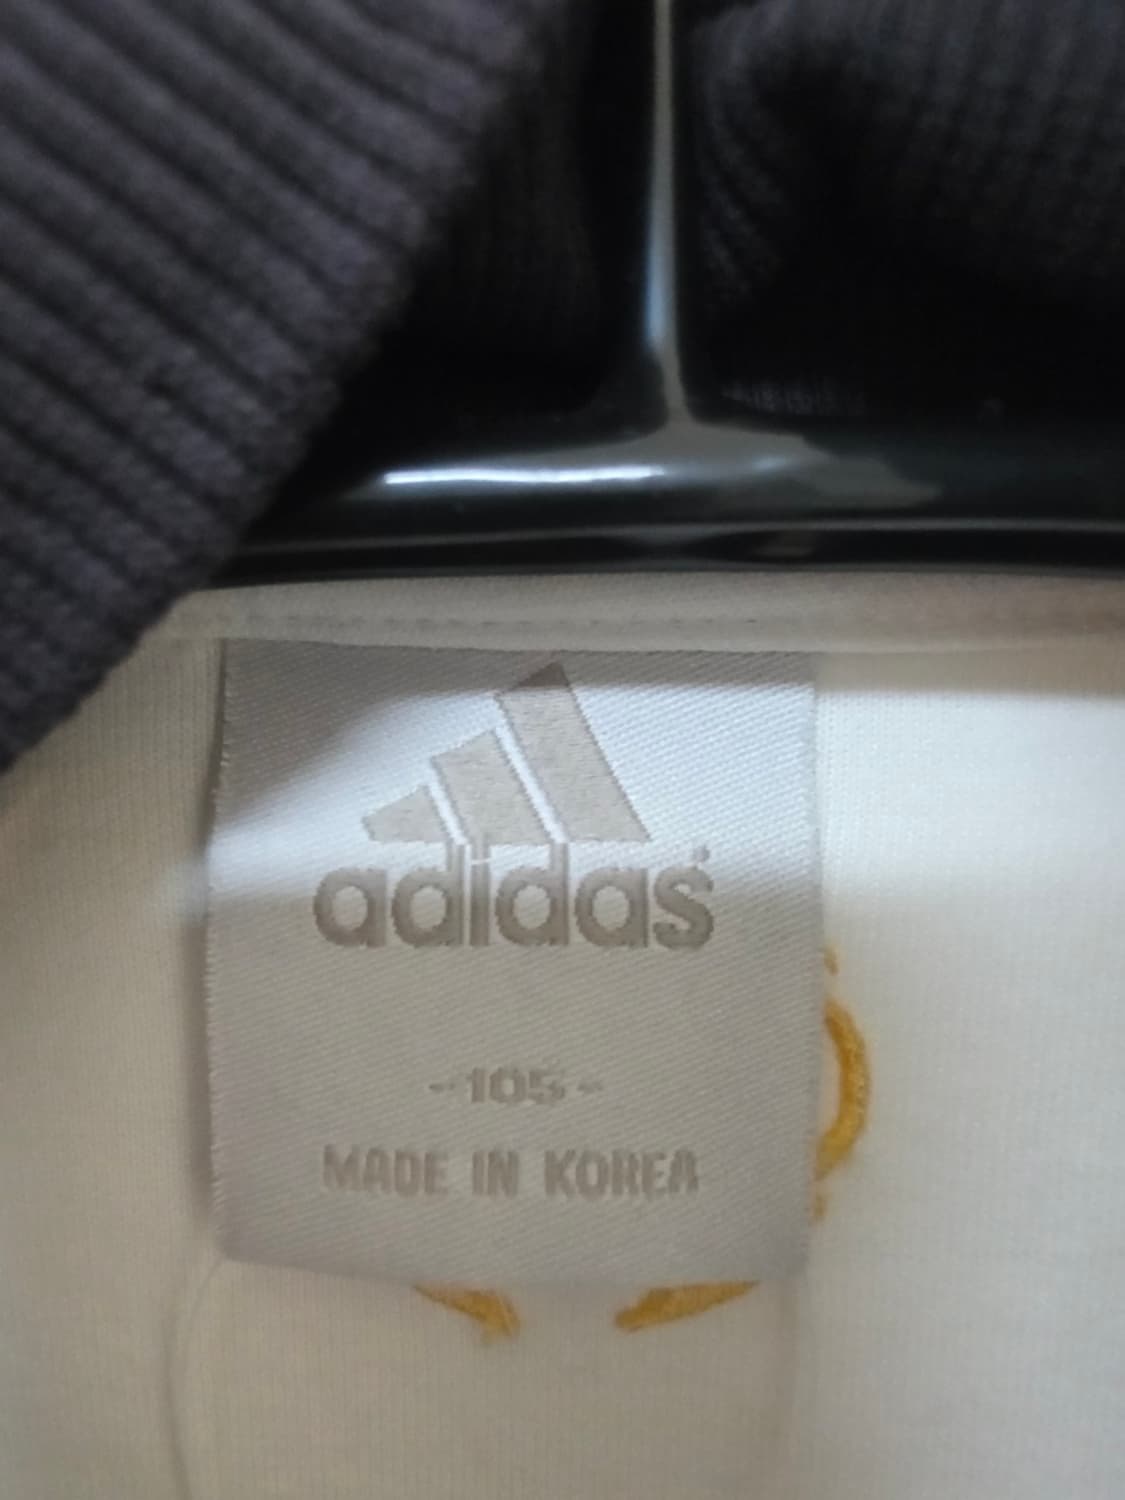 adidas
-105-
MADE IN KOREA